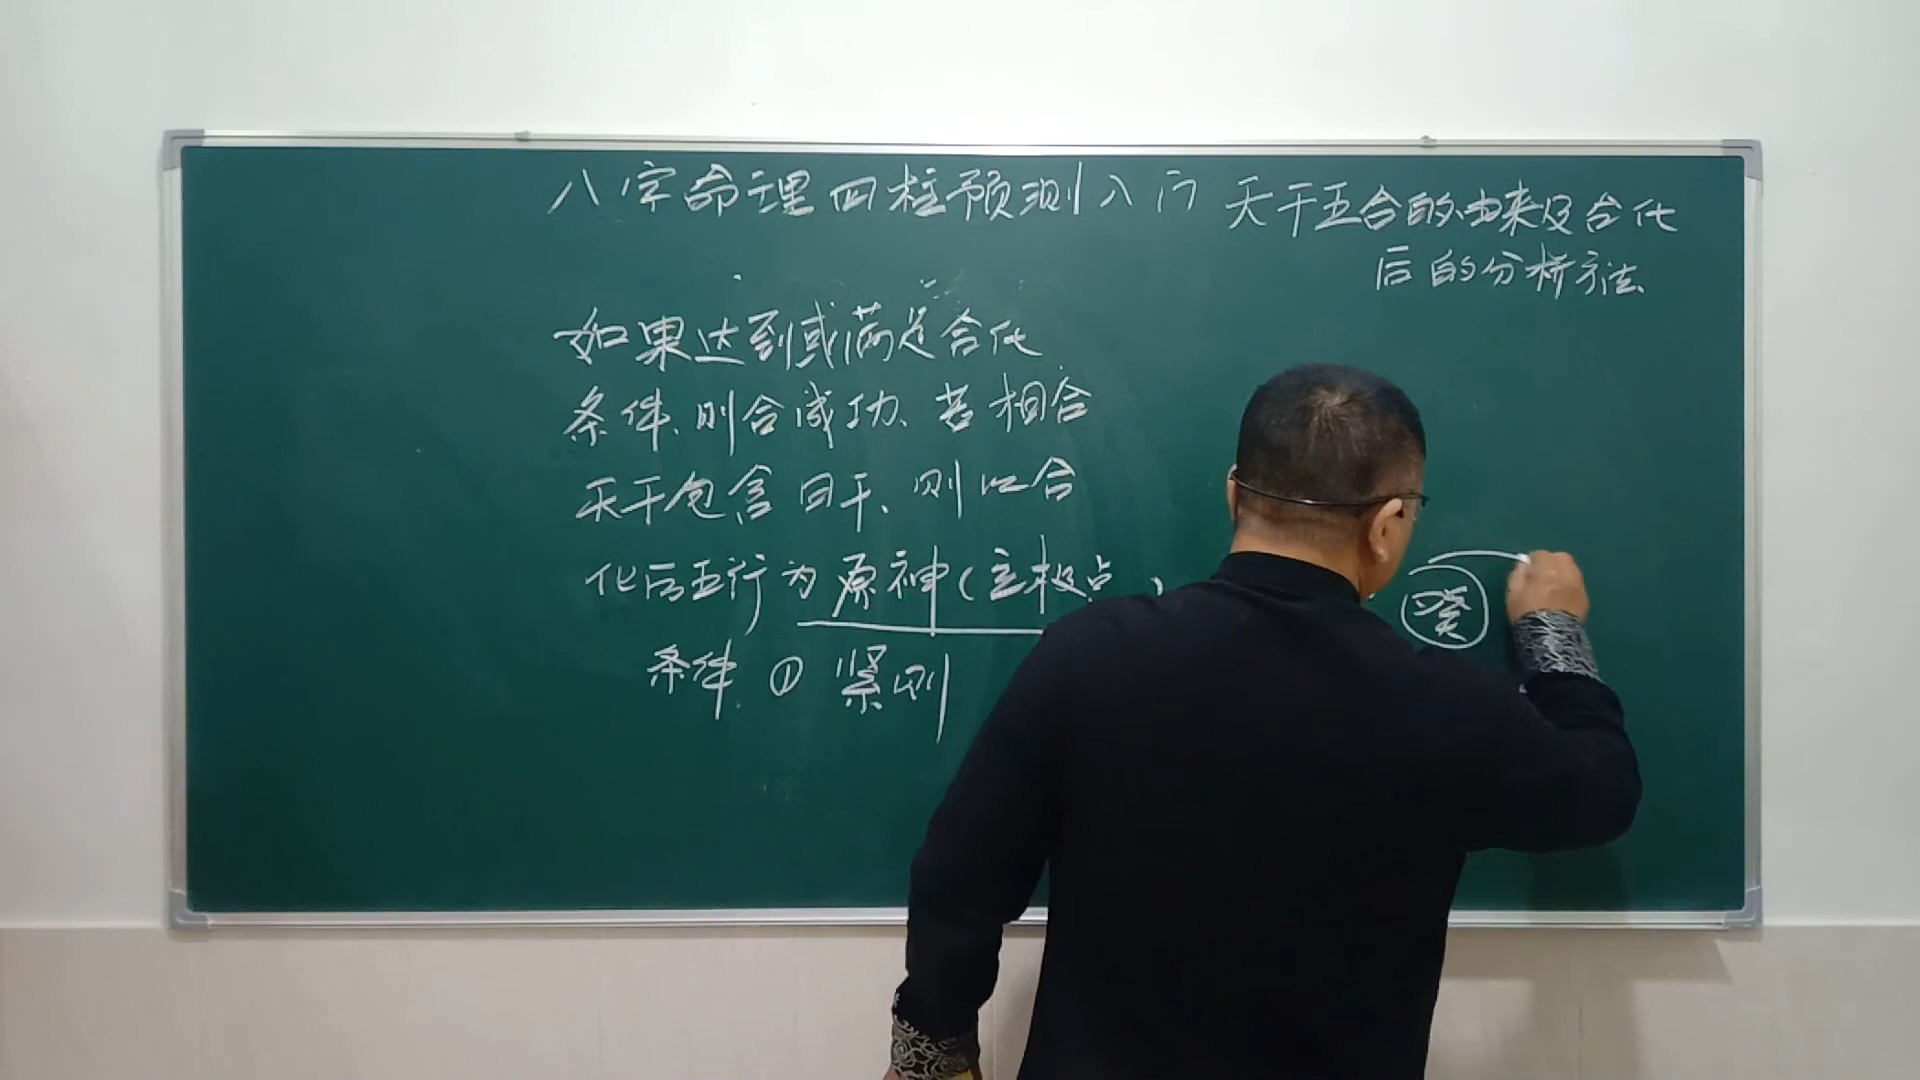 八字命理四柱预测入门 天干五合的由来及合化
后的分析方法
如果达到或满足合化
条件、则合成功、若相合
天干包含日干、则以合
化后五行为原神(主极点)
条件 ① 紧则
癸